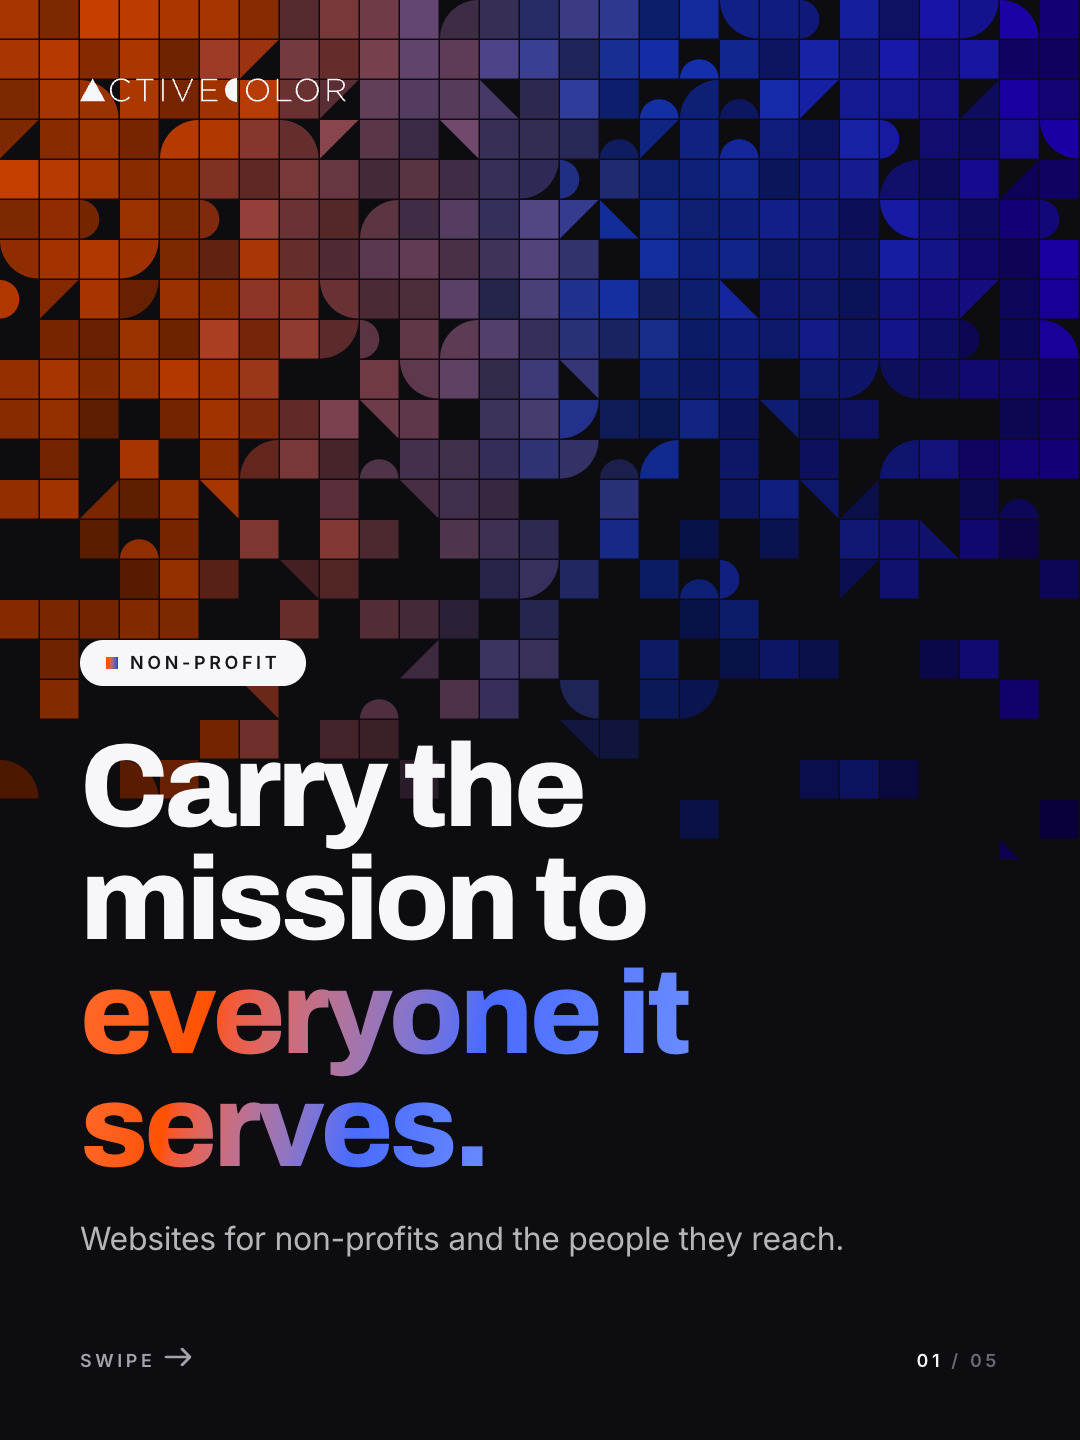 ACTIVECOLOR
NON-PROFIT
Carry the
mission to
everyone it
serves.
Websites for non-profits and the people they reach.
SWIPE →
01 / 05